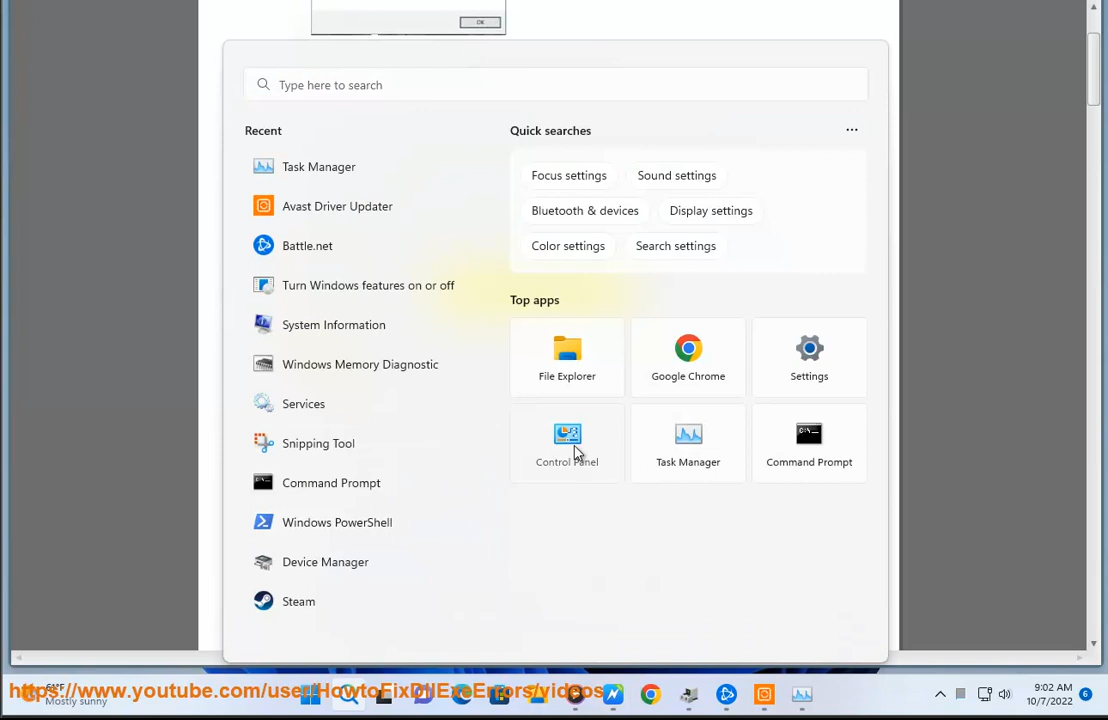 OK
Type here to search
Recent
Quick searches
...
Task Manager
Focus settings
Sound settings
Avast Driver Updater
Bluetooth & devices
Display settings
Battle.net
Color settings
Search settings
Turn Windows features on or off
Top apps
System Information
Windows Memory Diagnostic
File Explorer
Google Chrome
Settings
Services
Snipping Tool
Control Panel
Task Manager
Command Prompt
Command Prompt
Windows PowerShell
Device Manager
Steam
https://www.youtube.com/user/HowtoFixDllExeErrors/videos
61°F
Mostly sunny
9:02 AM
10/7/2022
6